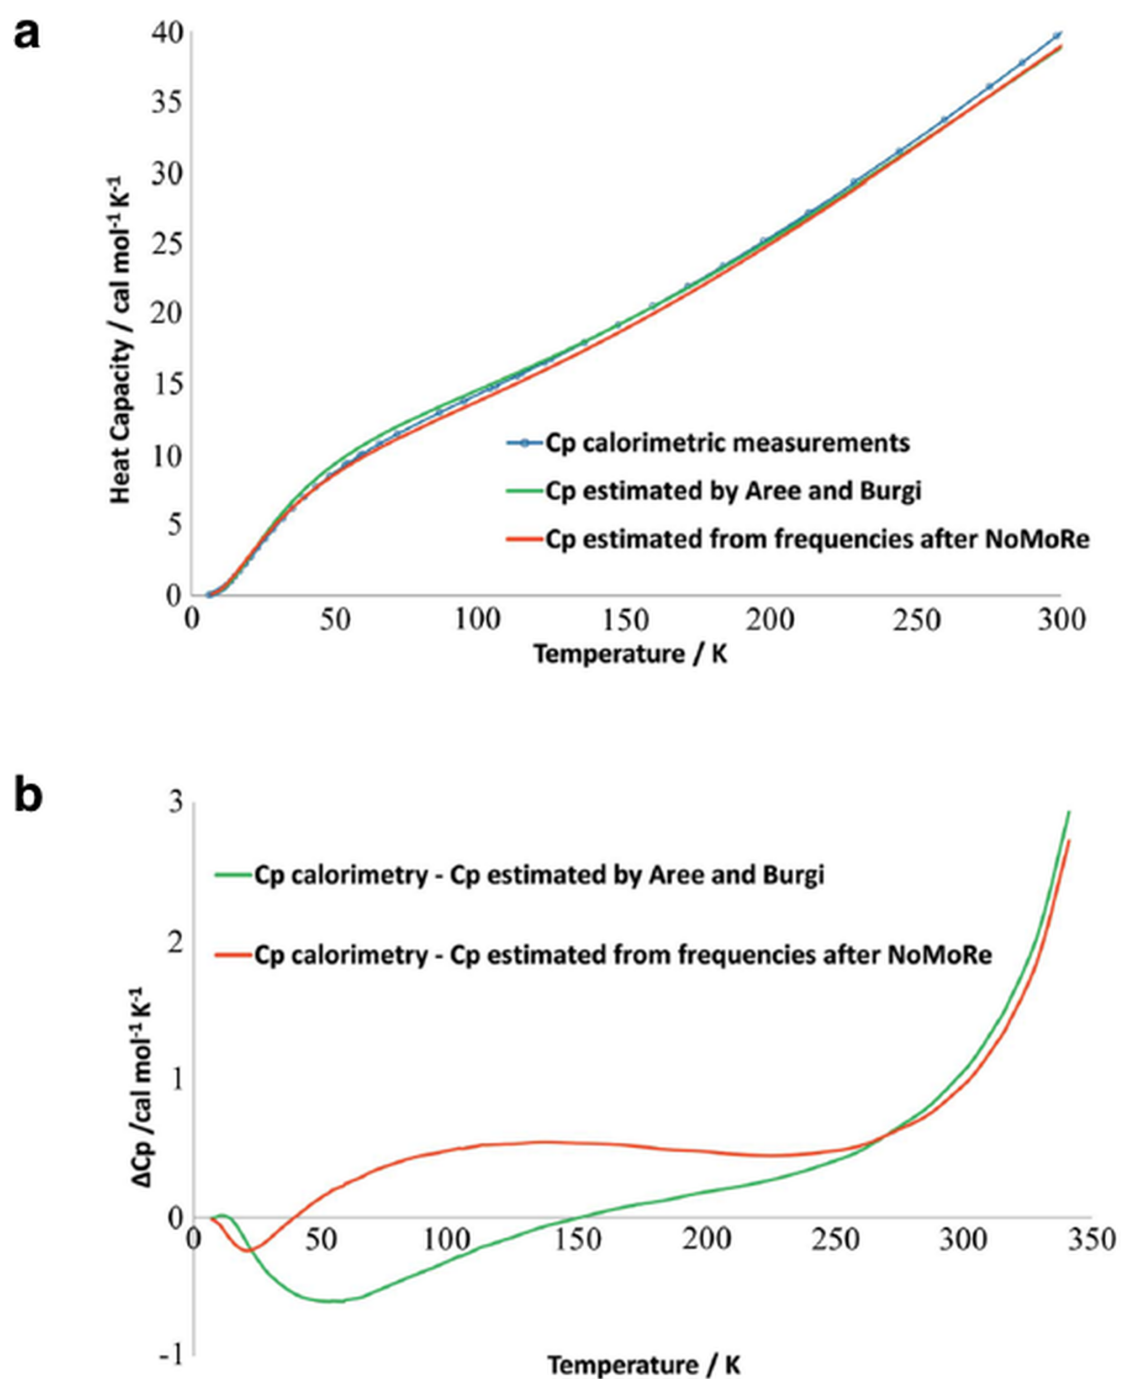 a
40
35
30
25
20
15
10
5
0
Heat Capacity / cal mol-1 K-1
Cp calorimetric measurements
Cp estimated by Aree and Burgi
Cp estimated from frequencies after NoMoRe
0 50 100 150 200 250 300
Temperature / K
b
3
2
1
0
-1
ΔCp /cal mol-1 K-1
Cp calorimetry - Cp estimated by Aree and Burgi
Cp calorimetry - Cp estimated from frequencies after NoMoRe
0 50 100 150 200 250 300 350
Temperature / K